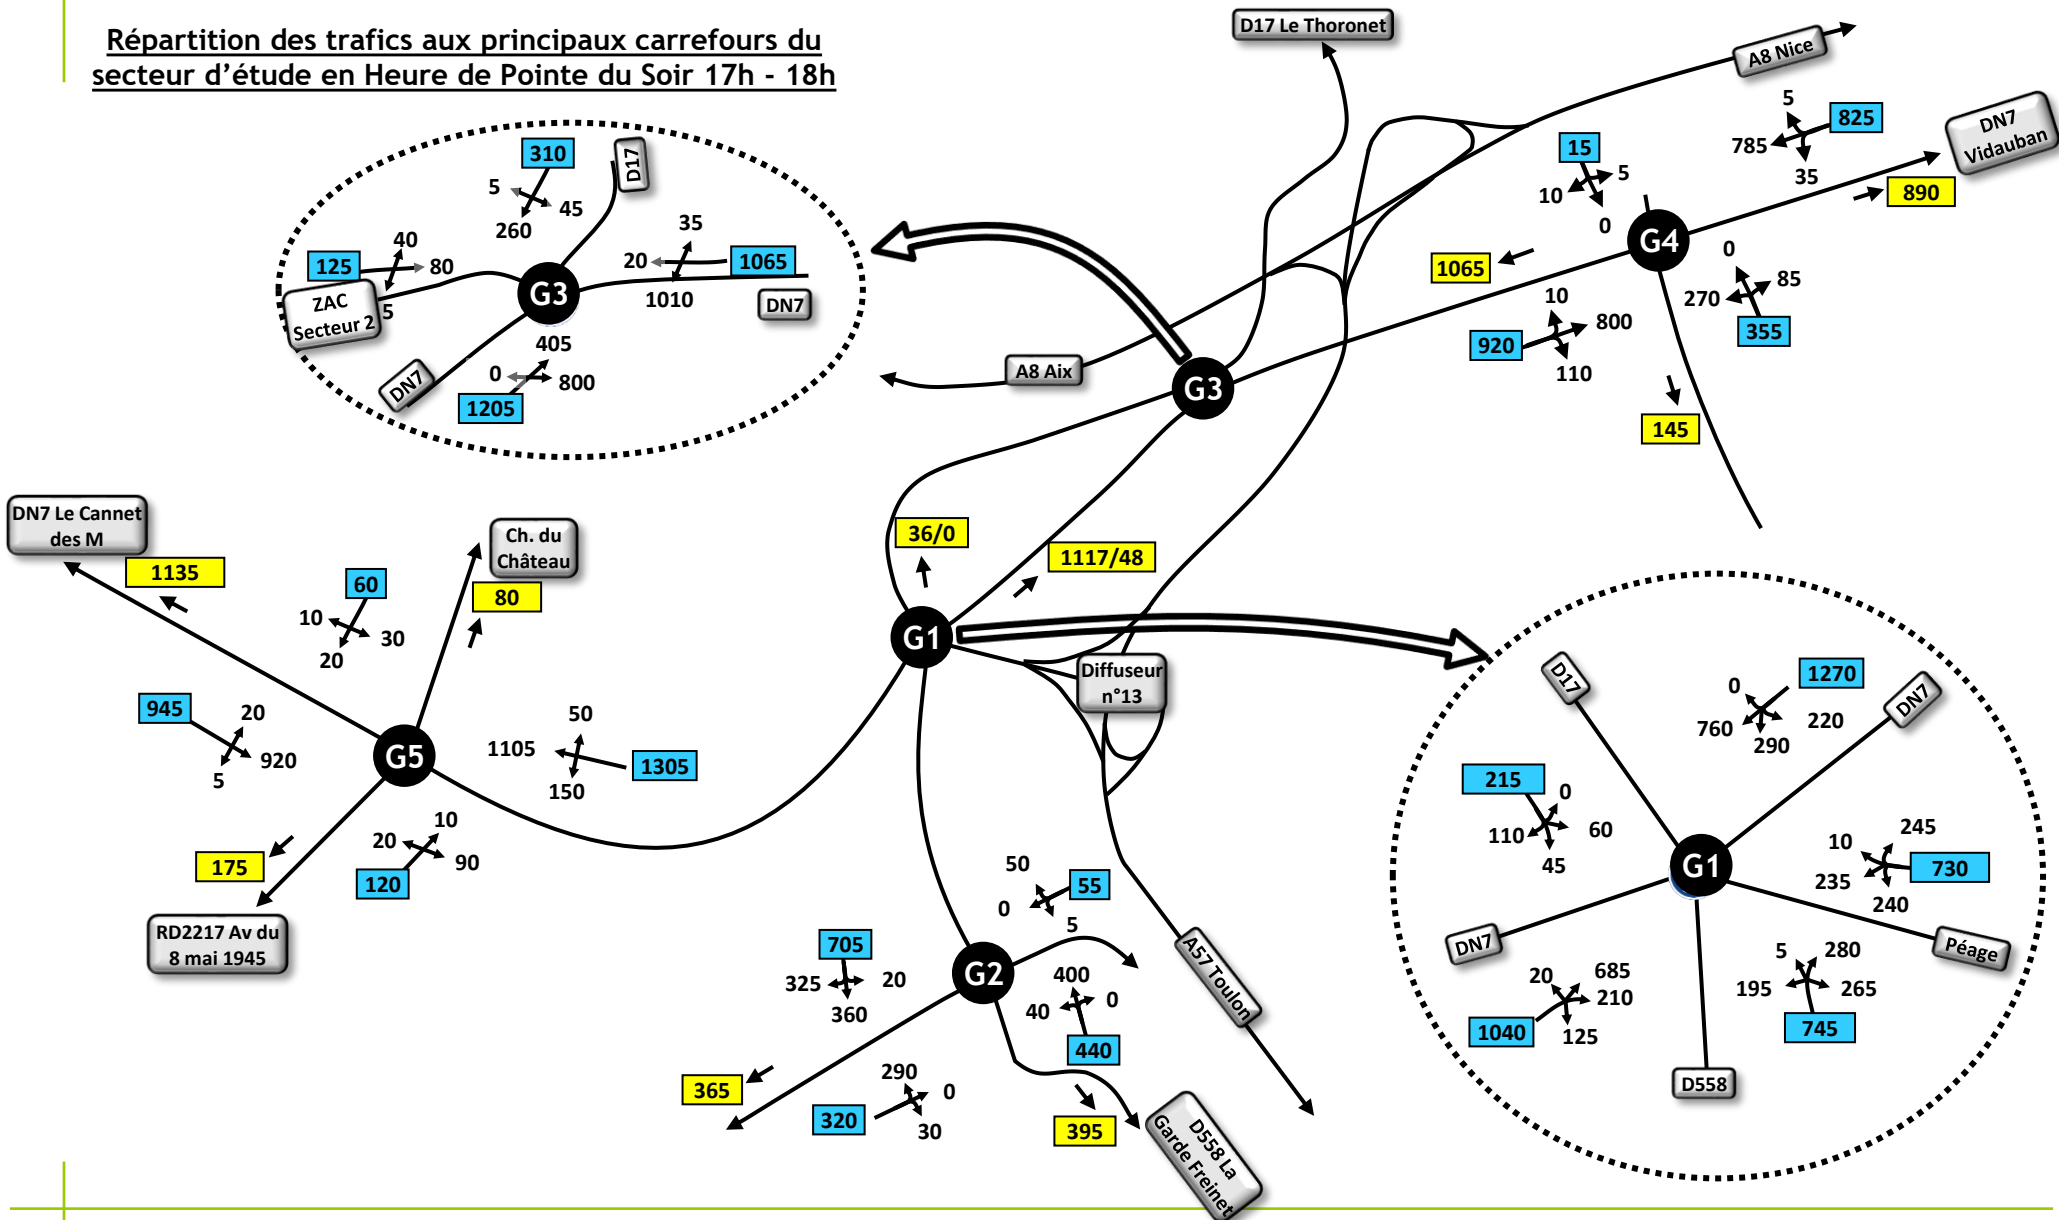 Répartition des trafics aux principaux carrefours du
secteur d'étude en Heure de Pointe du Soir 17h - 18h
D17 Le Thoronet
A8 Nice
DN7
Vidauban
A8 Aix
310
D17
5
45
260
40
125
80
ZAC
Secteur 2
5
G3
35
20
1065
1010
DN7
DN7
405
0
800
1205
5
825
785
35
15
5
10
0
890
G4
1065
0
85
270
355
10
800
920
110
145
G3
DN7 Le Cannet
des M
1135
Ch. du
Château
80
60
10
30
20
945
20
920
5
G5
50
1105
1305
150
10
20
90
120
175
RD2217 Av du
8 mai 1945
36/0
1117/48
G1
Diffuseur
n°13
50
55
0
5
705
325
20
360
G2
400
0
40
440
290
0
320
30
365
395
A57 Toulon
D558 La
Garde Freinet
D17
1270
0
760
220
290
DN7
215
0
110
60
45
G1
10
245
730
235
240
DN7
Péage
20
685
210
1040
125
5
280
195
265
745
D558